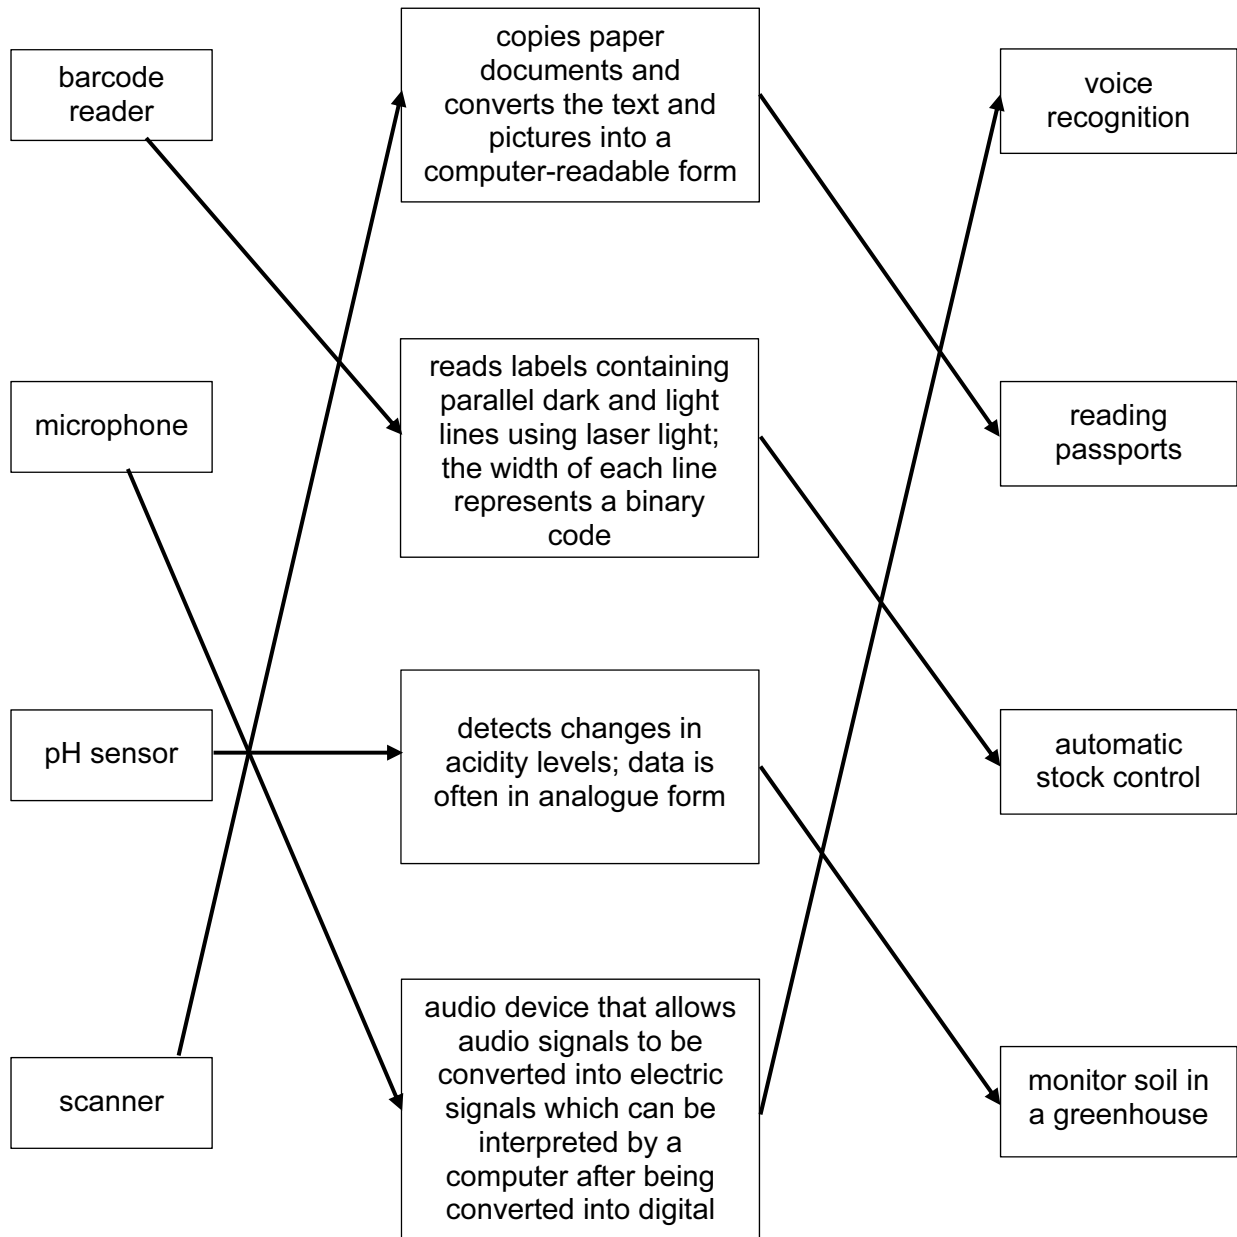 barcode
reader
microphone
pH sensor
scanner
copies paper
documents and
converts the text and
pictures into a
computer-readable form
reads labels containing
parallel dark and light
lines using laser light;
the width of each line
represents a binary
code
detects changes in
acidity levels; data is
often in analogue form
audio device that allows
audio signals to be
converted into electric
signals which can be
interpreted by a
computer after being
converted into digital
voice
recognition
reading
passports
automatic
stock control
monitor soil in
a greenhouse